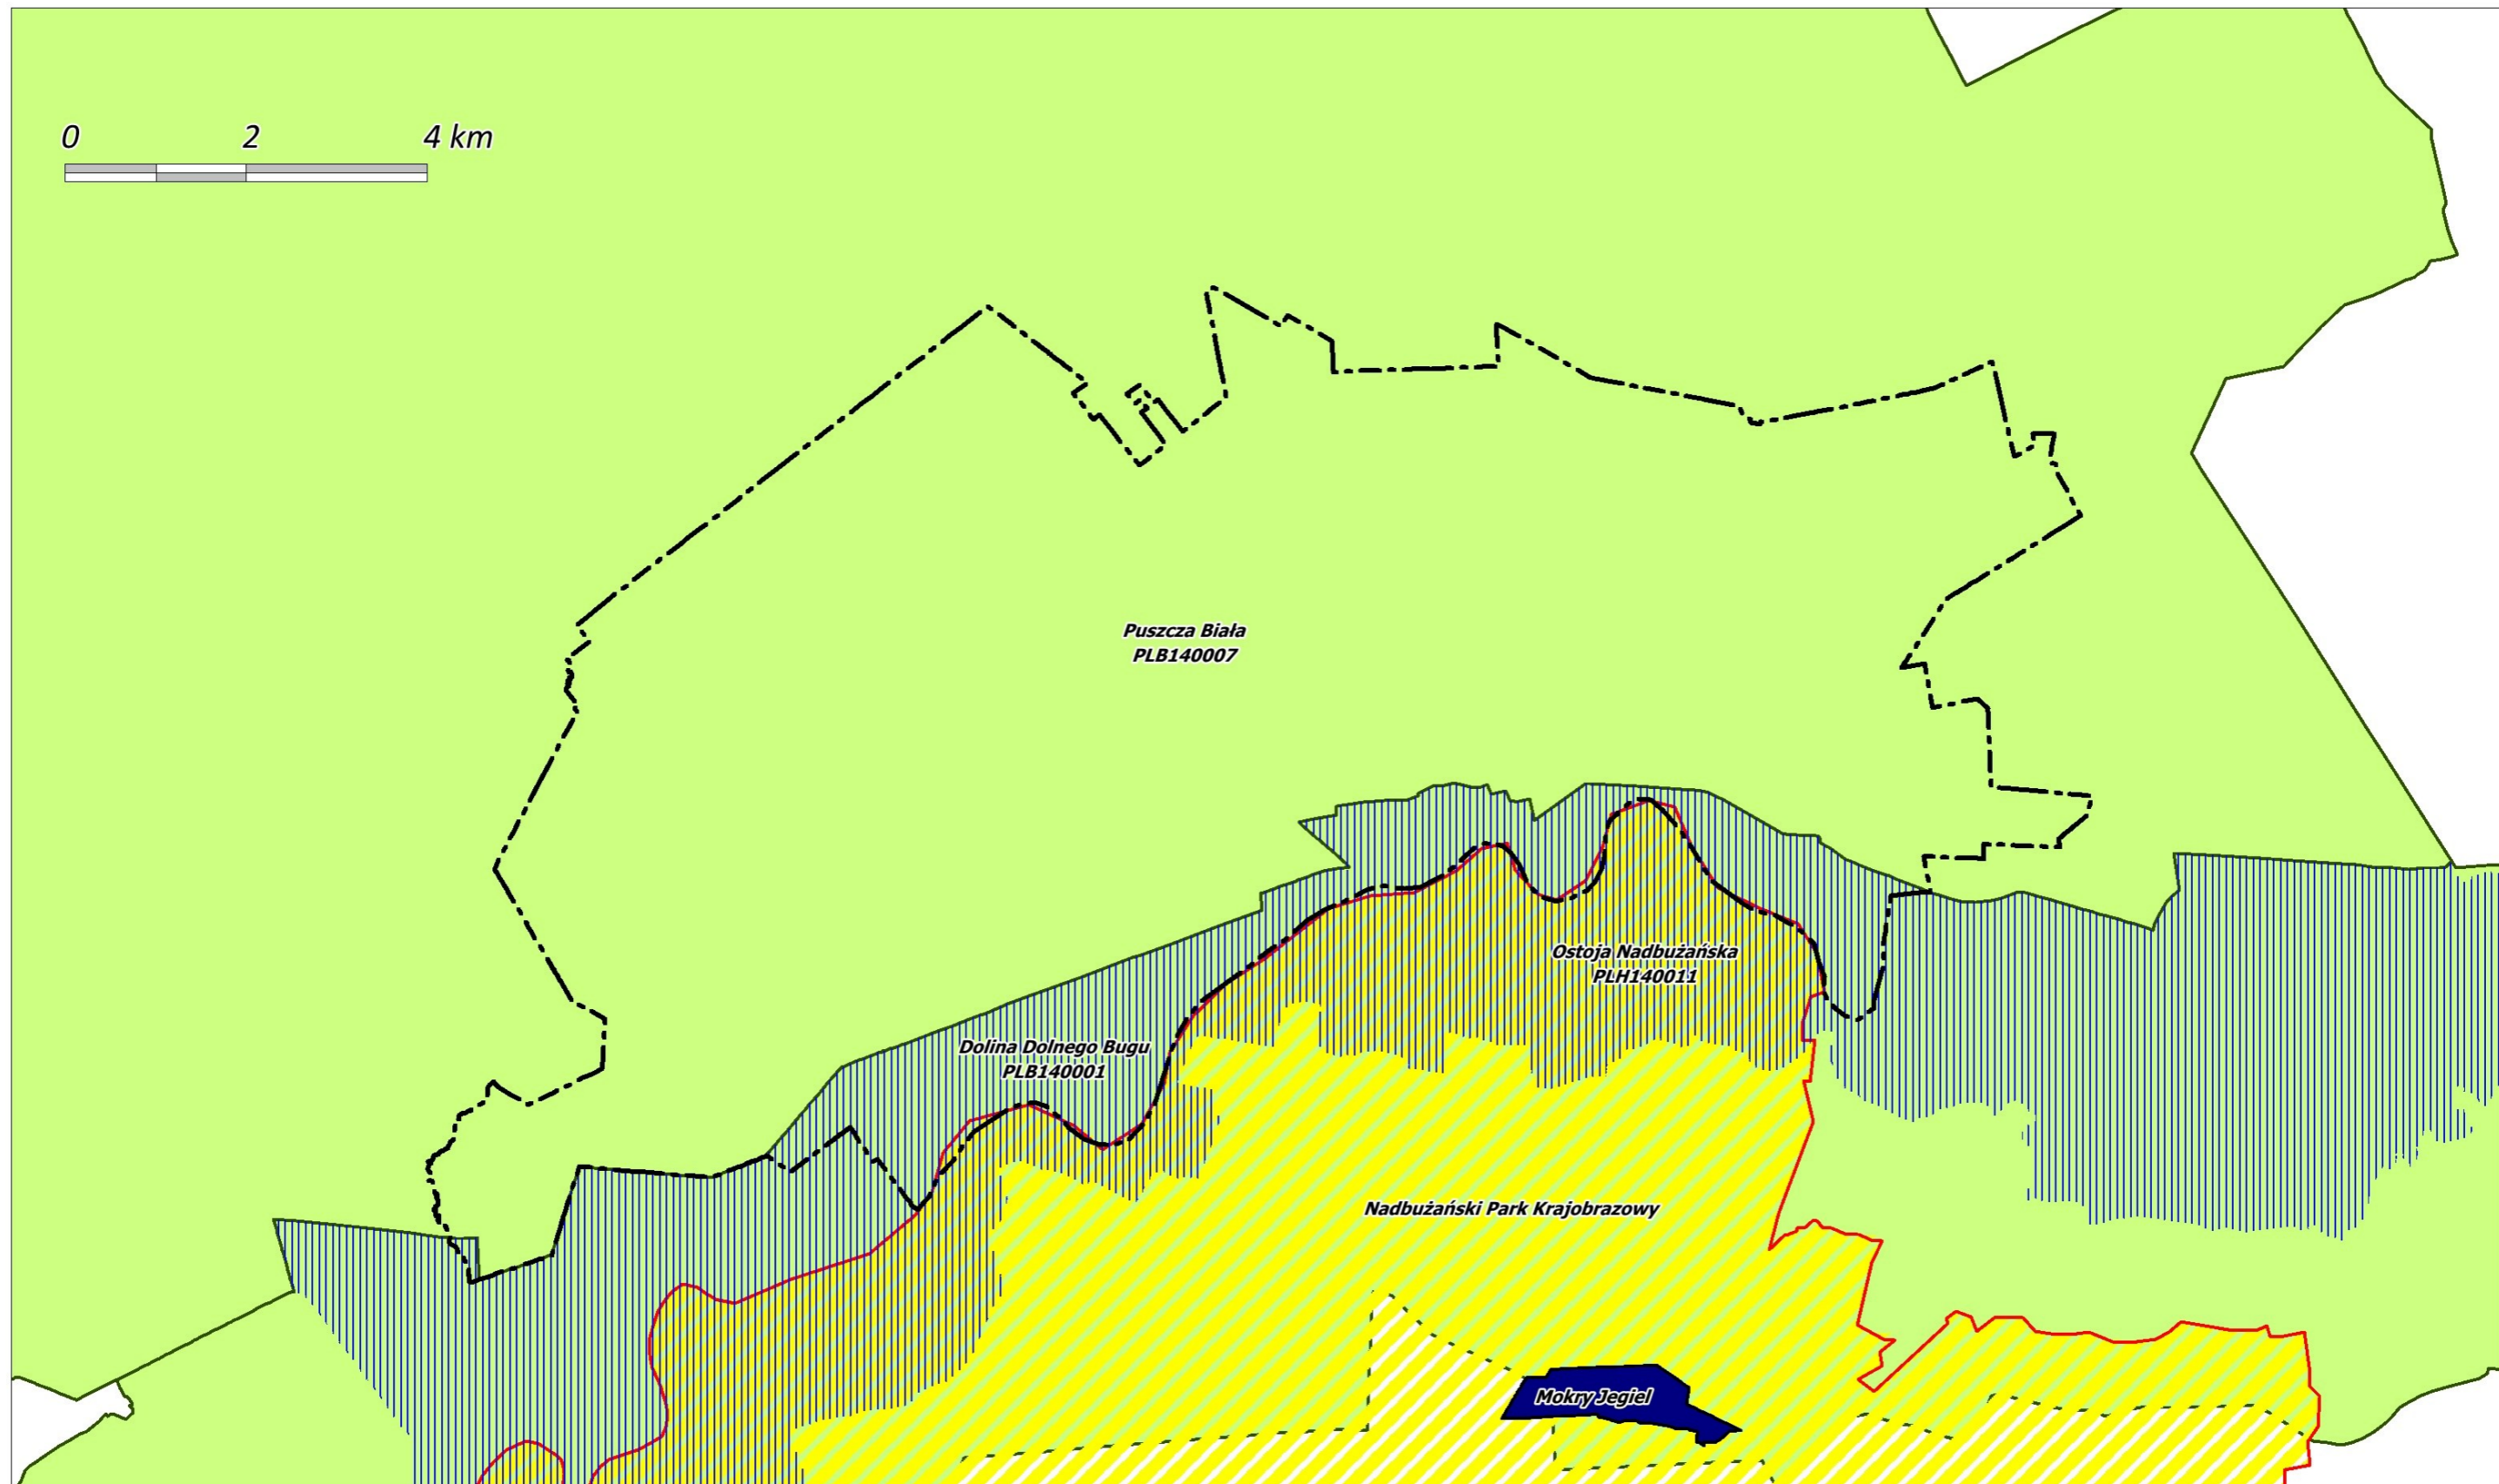 0 2 4 km
Puszcza Biała
PLB140007
Ostoja Nadbużańska
PLH140011
Dolina Dolnego Bugu
PLB140001
Nadbużański Park Krajobrazowy
Mokry Jegiel